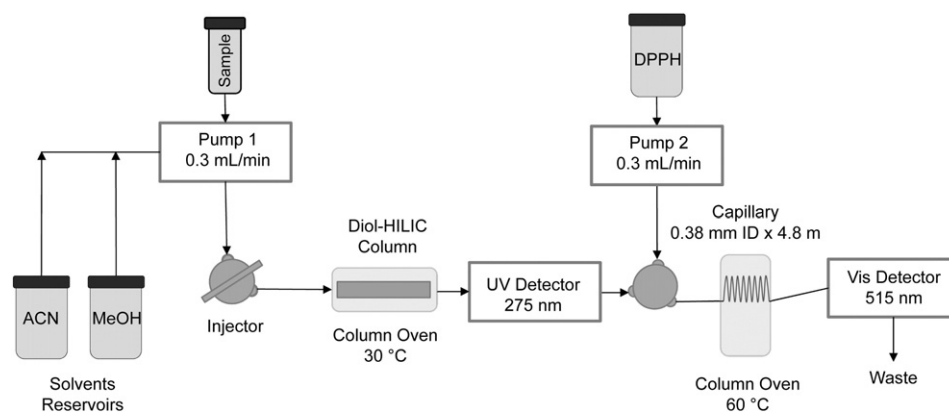 Sample
DPPH
Pump 1
0.3 mL/min
Pump 2
0.3 mL/min
Diol-HILIC
Column
Capillary
0.38 mm ID x 4.8 m
ACN
MeOH
Injector
UV Detector
275 nm
Vis Detector
515 nm
Column Oven
30 °C
Solvents
Reservoirs
Column Oven
60 °C
Waste